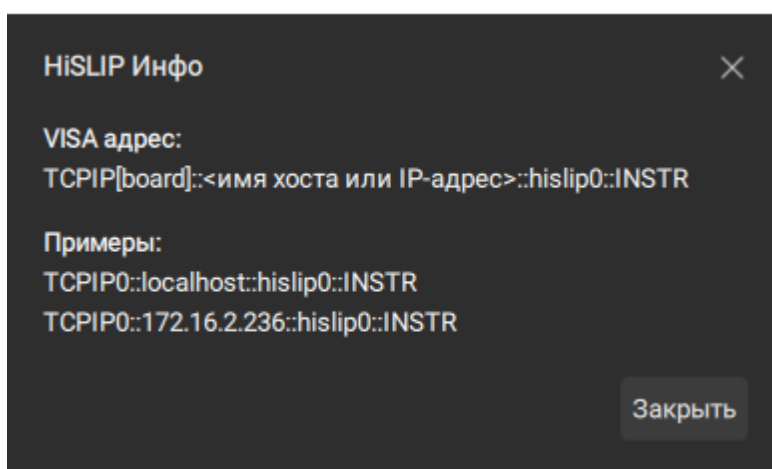 HiSLIP Инфо
VISA адрес:
TCPIP[board]::<имя хоста или IP-адрес>::hislip0::INSTR
Примеры:
TCPIP0::localhost::hislip0::INSTR
TCPIP0::172.16.2.236::hislip0::INSTR
Закрыть